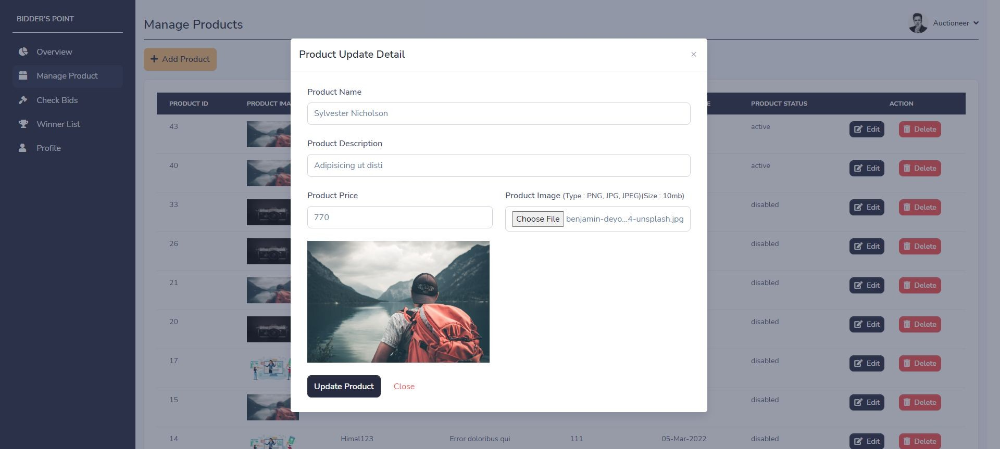 BIDDER'S POINT
Overview
Manage Product
Check Bids
Winner List
Profile
Manage Products
Auctioneer
Add Product
PRODUCT ID PRODUCT IMA E PRODUCT STATUS ACTION
43 active Edit Delete
40 active Edit Delete
33 disabled Edit Delete
26 disabled Edit Delete
21 disabled Edit Delete
20 disabled Edit Delete
17 disabled Edit Delete
15 disabled Edit Delete
14 Himal123 Error doloribus qui 111 05-Mar-2022 disabled Edit Delete
Product Update Detail ×
Product Name
Sylvester Nicholson
Product Description
Adipisicing ut disti
Product Price
770
Product Image (Type : PNG, JPG, JPEG)(Size : 10mb)
Choose File benjamin-deyo...4-unsplash.jpg
Update Product Close